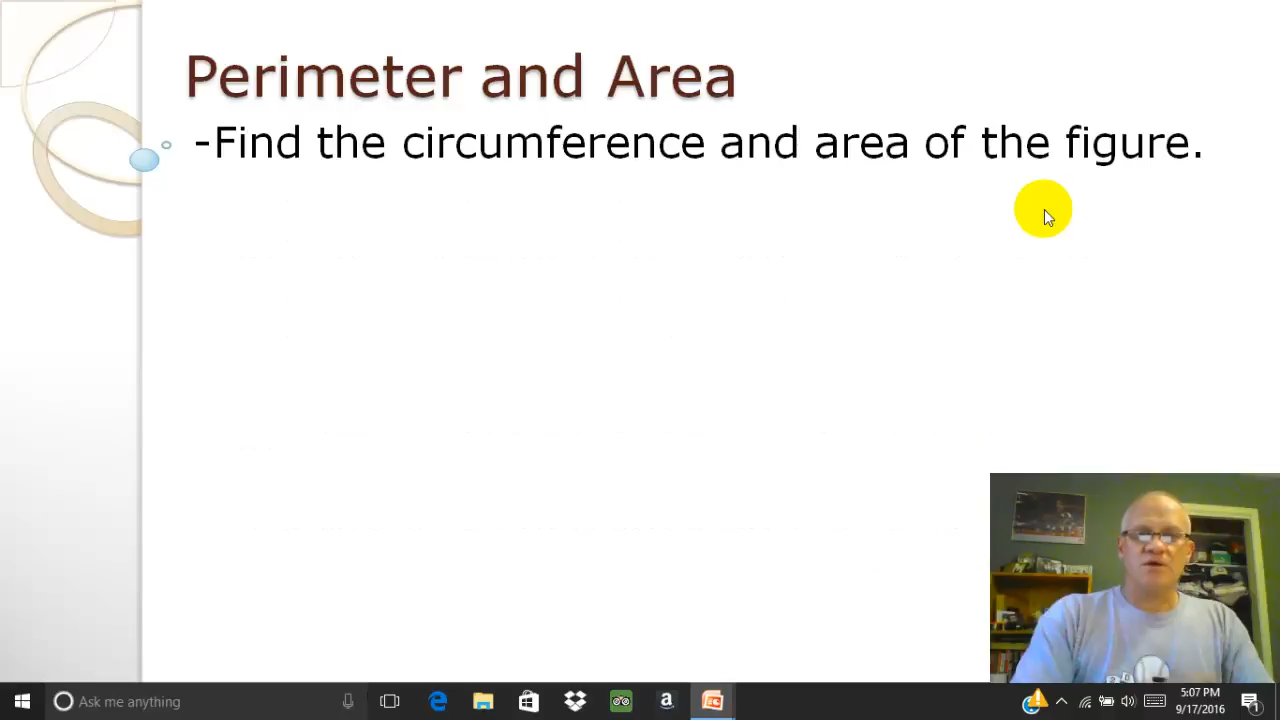 Perimeter and Area
-Find the circumference and area of the figure.
Ask me anything
5:07 PM
9/17/2016